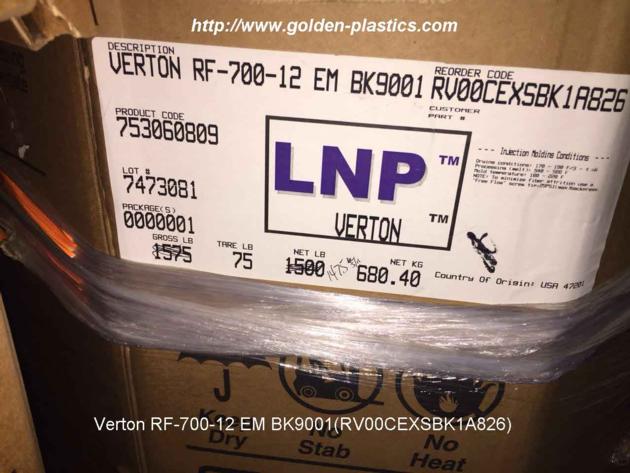 http://www.golden-plastics.com
DESCRIPTION
VERTON RF-700-12 EM BK9001
REORDER CODE
RV00CEXSBK1A826
CUSTOMER
PART #
PRODUCT CODE
753060809
LNP™
VERTON™
--- Injection Molding Conditions ---
LOT #
7473081
PACKAGE(S)
0000001
GROSS LB
1575
TARE LB
75
NET LB
1500
NET KG
680.40
Country Of Origin: USA 47201
Keep
Dry
No
Stab
No
Heat
Verton RF-700-12 EM BK9001(RV00CEXSBK1A826)